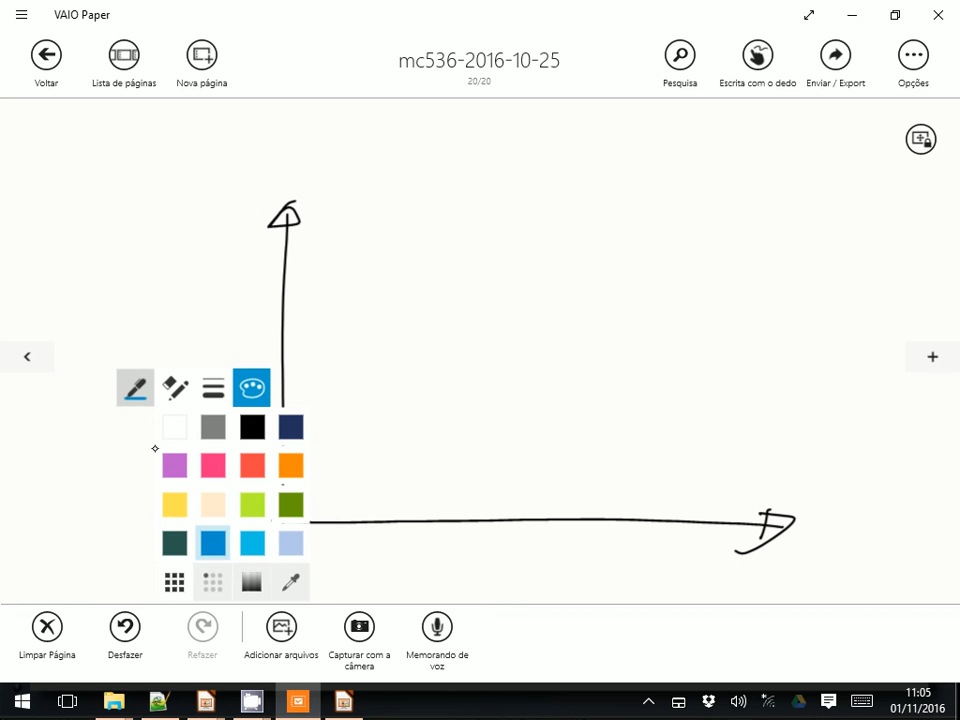 VAIO Paper
Voltar
Lista de páginas
Nova página
mc536-2016-10-25
20/20
Pesquisa
Escrita com o dedo
Enviar / Export
Opções
Limpar Página
Desfazer
Refazer
Adicionar arquivos
Capturar com a
câmera
Memorando de
voz
11:05
01/11/2016